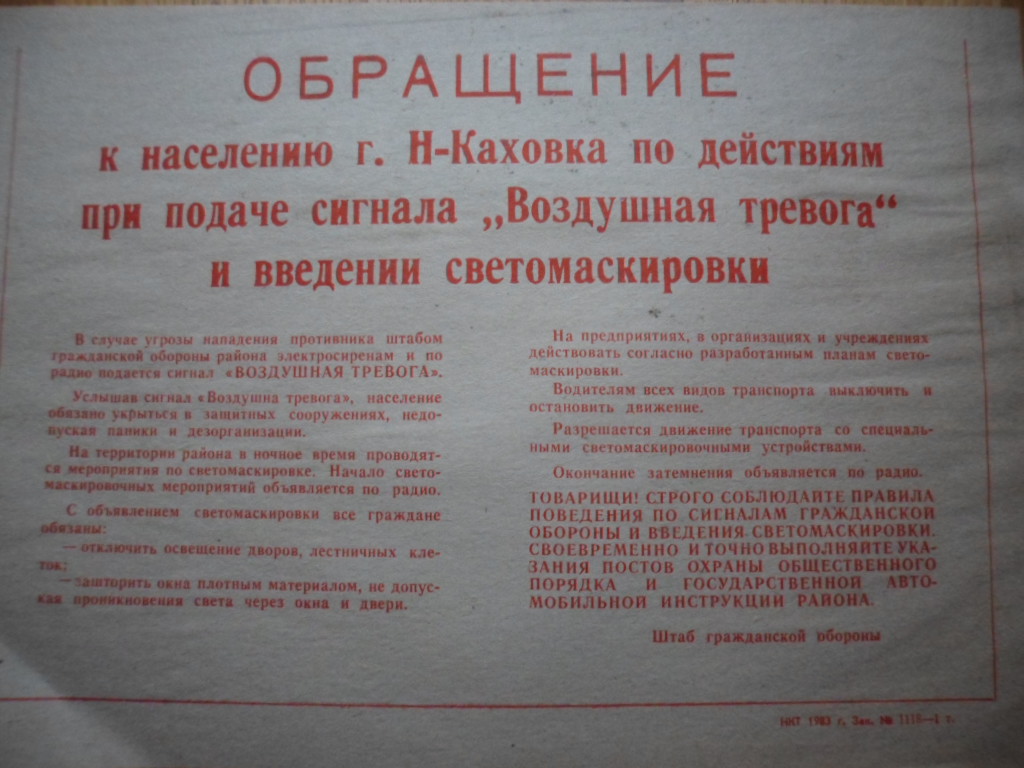 ОБРАЩЕНИЕ
к населению г. Н-Каховка по действиям
при подаче сигнала „Воздушная тревога“
и введении светомаскировки
В случае угрозы нападения противника штабом
гражданской обороны района электросиренам и по
радио подается сигнал «ВОЗДУШНАЯ ТРЕВОГА».
Услышав сигнал «Воздушна тревога», население
обязано укрыться в защитных сооружениях, недо-
пуская паники и дезорганизации.
На территории района в ночное время проводят-
ся мероприятия по светомаскировке. Начало свето-
маскировочных мероприятий объявляется по радио.
С объявлением светомаскировки все граждане
обязаны:
— отключить освещение дворов, лестничных кле-
ток;
— зашторить окна плотным материалом, не допус-
кая проникновения света через окна и двери.
На предприятиях, в организациях и учреждениях
действовать согласно разработанным планам свето-
маскировки.
Водителям всех видов транспорта выключить и
остановить движение.
Разрешается движение транспорта со специаль-
ными светомаскировочными устройствами.
Окончание затемнения объявляется по радио.
ТОВАРИЩИ! СТРОГО СОБЛЮДАЙТЕ ПРАВИЛА
ПОВЕДЕНИЯ ПО СИГНАЛАМ ГРАЖДАНСКОЙ
ОБОРОНЫ И ВВЕДЕНИЯ СВЕТОМАСКИРОВКИ.
СВОЕВРЕМЕННО И ТОЧНО ВЫПОЛНЯЙТЕ УКА-
ЗАНИЯ ПОСТОВ ОХРАНЫ ОБЩЕСТВЕННОГО
ПОРЯДКА И ГОСУДАРСТВЕННОЙ АВТО-
МОБИЛЬНОЙ ИНСТРУКЦИИ РАЙОНА.
Штаб гражданской обороны
1983 г. Зак. №